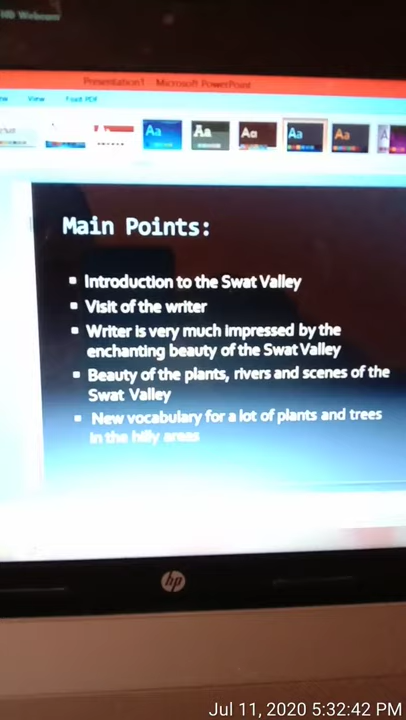 HD Webcam
Presentation1 - Microsoft PowerPoint
View Foxit PDF
Aa Aa Aa Aa Aa A
Main Points:
▪ Introduction to the Swat Valley
▪ Visit of the writer
▪ Writer is very much impressed by the
enchanting beauty of the Swat Valley
▪ Beauty of the plants, rivers and scenes of the
Swat Valley
▪ New vocabulary for a lot of plants and trees
in the hilly areas
hp
Jul 11, 2020 5:32:42 PM